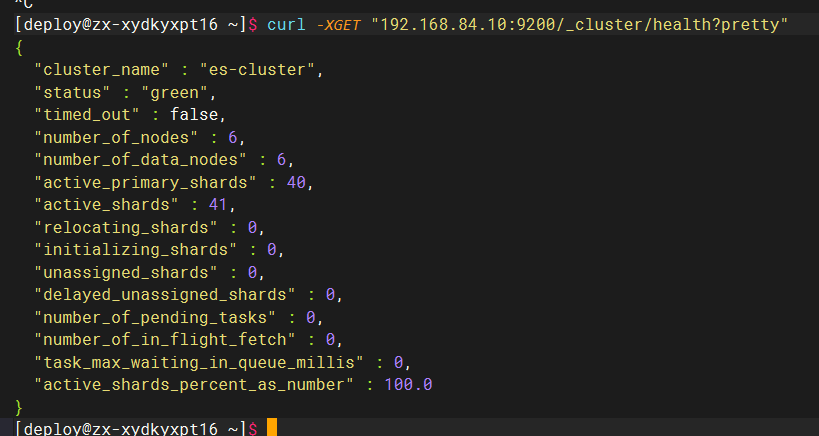 ^C
[deploy@zx-xydkyxpt16 ~]$ curl -XGET "192.168.84.10:9200/_cluster/health?pretty"
{
  "cluster_name" : "es-cluster",
  "status" : "green",
  "timed_out" : false,
  "number_of_nodes" : 6,
  "number_of_data_nodes" : 6,
  "active_primary_shards" : 40,
  "active_shards" : 41,
  "relocating_shards" : 0,
  "initializing_shards" : 0,
  "unassigned_shards" : 0,
  "delayed_unassigned_shards" : 0,
  "number_of_pending_tasks" : 0,
  "number_of_in_flight_fetch" : 0,
  "task_max_waiting_in_queue_millis" : 0,
  "active_shards_percent_as_number" : 100.0
}
[deploy@zx-xydkyxpt16 ~]$